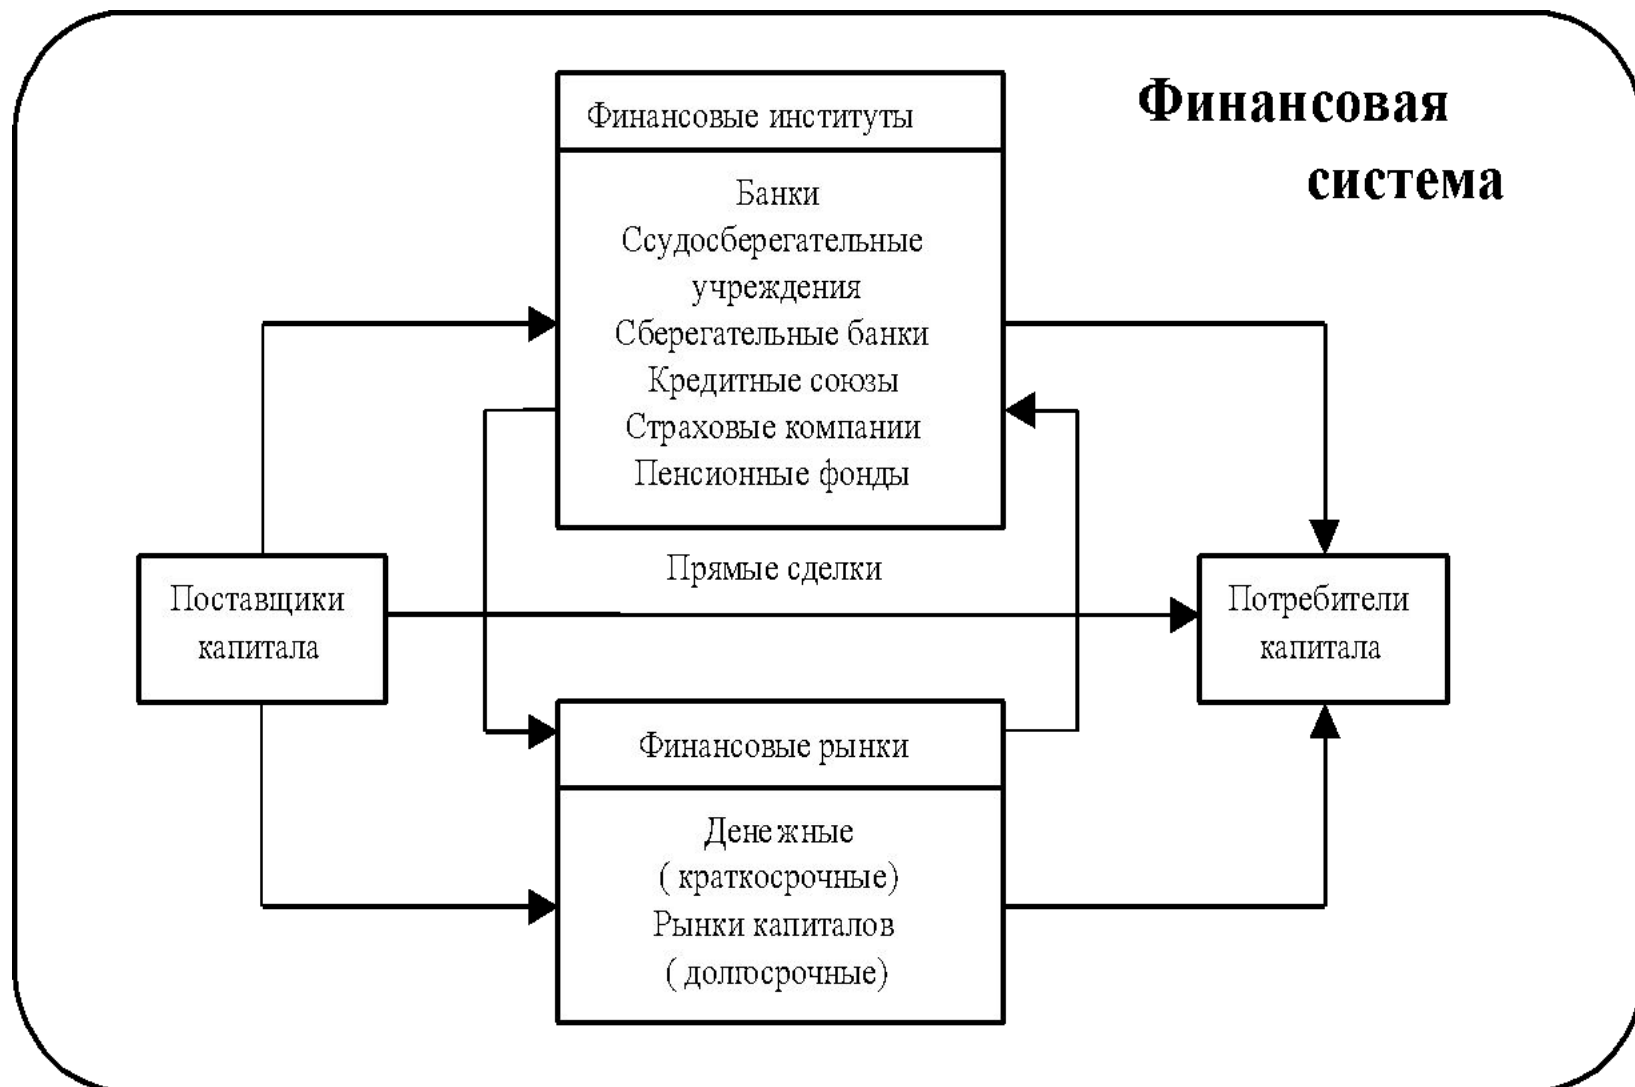 Финансовая
система
Финансовые институты
Банки
Ссудосберегательные
учреждения
Сберегательные банки
Кредитные союзы
Страховые компании
Пенсионные фонды
Прямые сделки
Поставщики
капитала
Потребители
капитала
Финансовые рынки
Денежные
( краткосрочные)
Рынки капиталов
( долгосрочные)